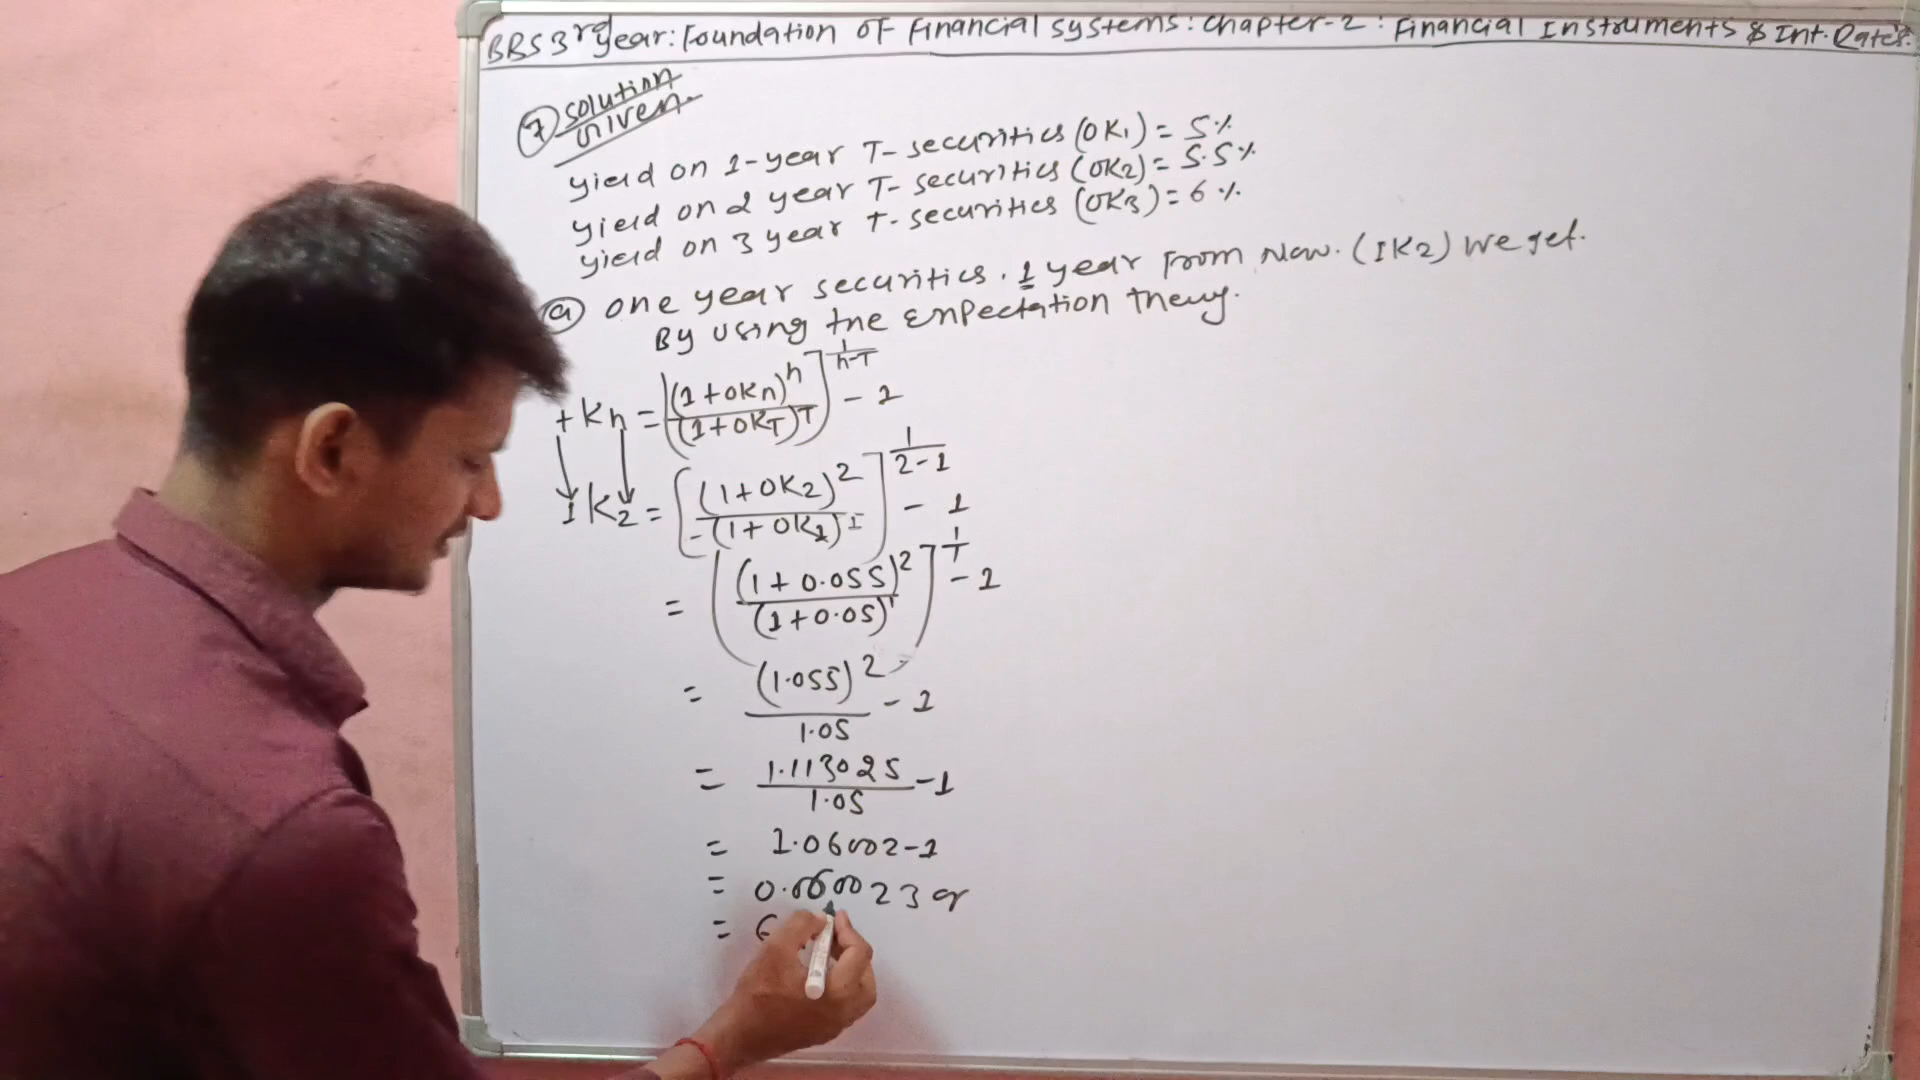 BBS 3rd year: Foundation of Financial systems: Chapter-2: Financial Instruments & Int. Rates.
7 solution
Given.
yield on 1-year T-securities (0K1) = 5%
yield on 2 year T-securities (0K2) = 5.5%
yield on 3 year T-securities (0K3) = 6%
a one year securities. 1 year from Now. (1K2) we get.
By using the Expectation theory.
tKn = [(1+0Kn)^n / (1+0KT)^T]^(1/n-T) - 1
1K2 = [(1+0K2)^2 / (1+0K1)^1]^(1/2-1) - 1
= [(1+0.055)^2 / (1+0.05)^1]^(1/1) - 1
= (1.055)^2 / 1.05 - 1
= 1.113025 / 1.05 - 1
= 1.06002-1
= 0.060023 or
= 6